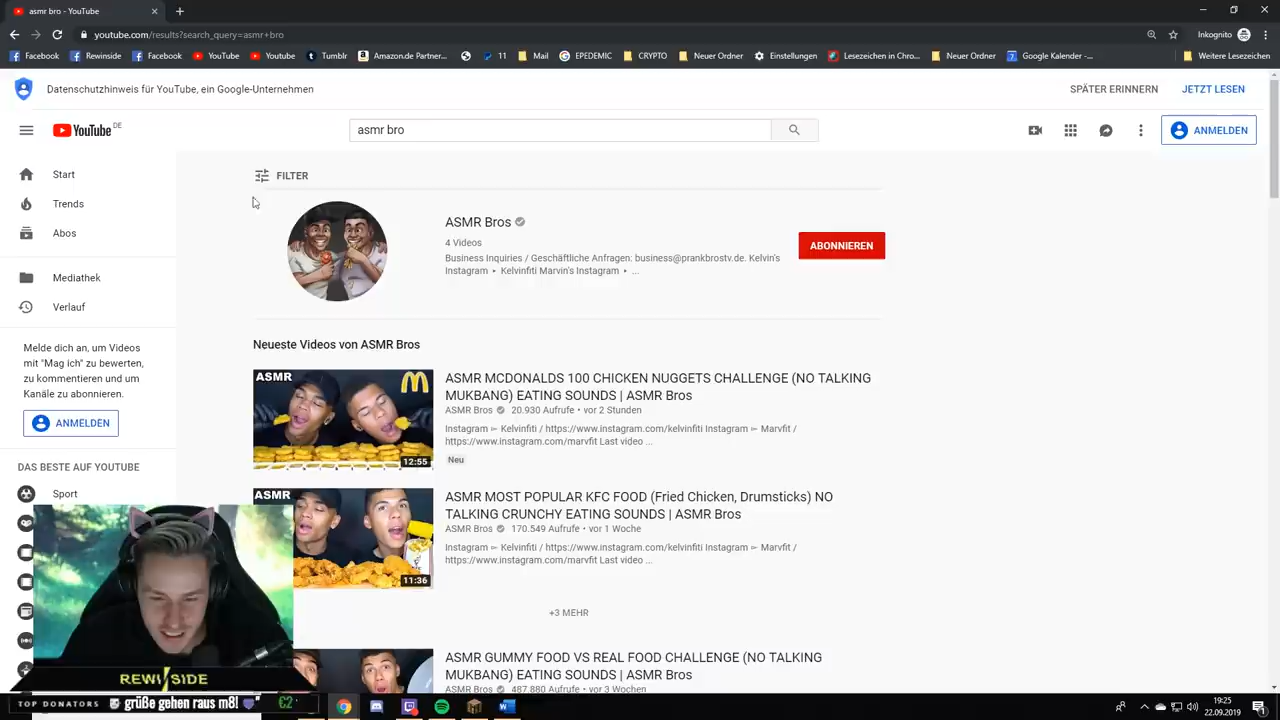 asmr bro - YouTube
youtube.com/results?search_query=asmr+bro
Inkognito
Facebook
Rewinside
Facebook
YouTube
YouTube
Tumblr
Amazon.de Partner...
11
Mail
EPEDEMIC
CRYPTO
Neuer Ordner
Einstellungen
Lesezeichen in Chro...
Neuer Ordner
Google Kalender -...
Weitere Lesezeichen
Datenschutzhinweis für YouTube, ein Google-Unternehmen
SPÄTER ERINNERN
JETZT LESEN
YouTube DE
asmr bro
ANMELDEN
Start
Trends
Abos
Mediathek
Verlauf
Melde dich an, um Videos
mit "Mag ich" zu bewerten,
zu kommentieren und um
Kanäle zu abonnieren.
ANMELDEN
DAS BESTE AUF YOUTUBE
Sport
FILTER
ASMR Bros
4 Videos
Business Inquiries / Geschäftliche Anfragen: business@prankbrostv.de. Kelvin's
Instagram ▸ Kelvinfiti Marvin's Instagram ▸ ...
ABONNIEREN
Neueste Videos von ASMR Bros
ASMR
12:55
ASMR MCDONALDS 100 CHICKEN NUGGETS CHALLENGE (NO TALKING
MUKBANG) EATING SOUNDS | ASMR Bros
ASMR Bros 20.930 Aufrufe • vor 2 Stunden
Instagram ► Kelvinfiti / https://www.instagram.com/kelvinfiti Instagram ► Marvfit /
https://www.instagram.com/marvfit Last video ...
Neu
ASMR
11:36
ASMR MOST POPULAR KFC FOOD (Fried Chicken, Drumsticks) NO
TALKING CRUNCHY EATING SOUNDS | ASMR Bros
ASMR Bros 170.549 Aufrufe • vor 1 Woche
Instagram ► Kelvinfiti / https://www.instagram.com/kelvinfiti Instagram ► Marvfit /
https://www.instagram.com/marvfit Last video ...
+3 MEHR
ASMR GUMMY FOOD VS REAL FOOD CHALLENGE (NO TALKING
MUKBANG) EATING SOUNDS | ASMR Bros
ASMR Bros 487.880 Aufrufe • vor 3 Wochen
REWI/SIDE
TOP DONATORS
grüße gehen raus m8!
€2
19:25
22.09.2019
1